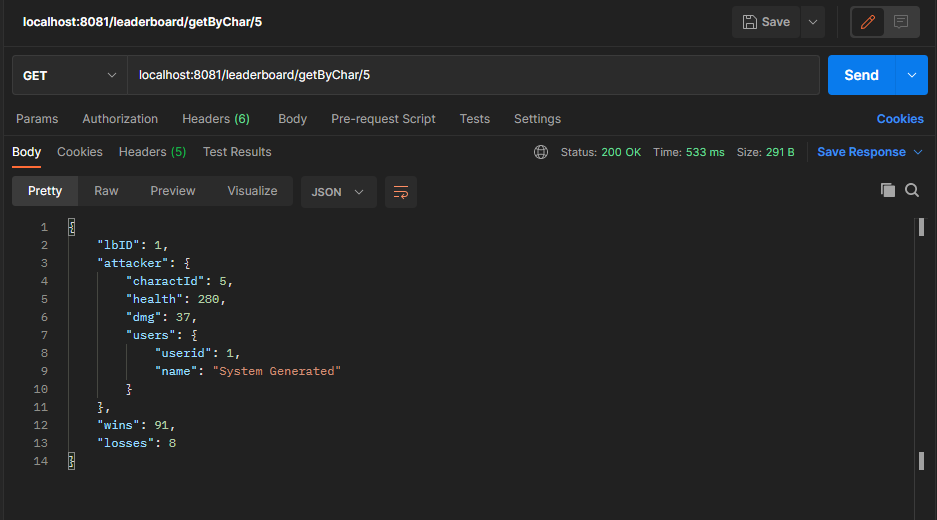 localhost:8081/leaderboard/getByChar/5 Save
GET localhost:8081/leaderboard/getByChar/5 Send
Params Authorization Headers (6) Body Pre-request Script Tests Settings Cookies
Body Cookies Headers (5) Test Results Status: 200 OK Time: 533 ms Size: 291 B Save Response
Pretty Raw Preview Visualize JSON
1 {
2 "lbID": 1,
3 "attacker": {
4 "charactId": 5,
5 "health": 280,
6 "dmg": 37,
7 "users": {
8 "userid": 1,
9 "name": "System Generated"
10 }
11 },
12 "wins": 91,
13 "losses": 8
14 }